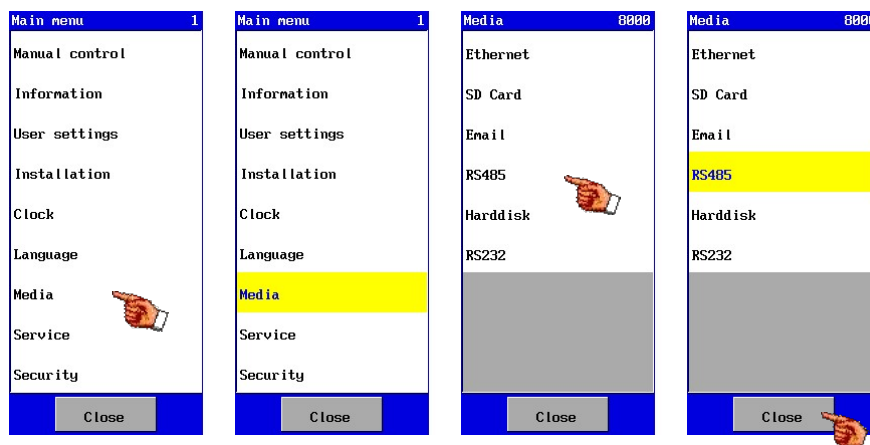 Main menu 1
Manual control
Information
User settings
Installation
Clock
Language
Media
Service
Security
Close
Main menu 1
Manual control
Information
User settings
Installation
Clock
Language
Media
Service
Security
Close
Media 8000
Ethernet
SD Card
Email
RS485
Harddisk
RS232
Close
Media 8000
Ethernet
SD Card
Email
RS485
Harddisk
RS232
Close